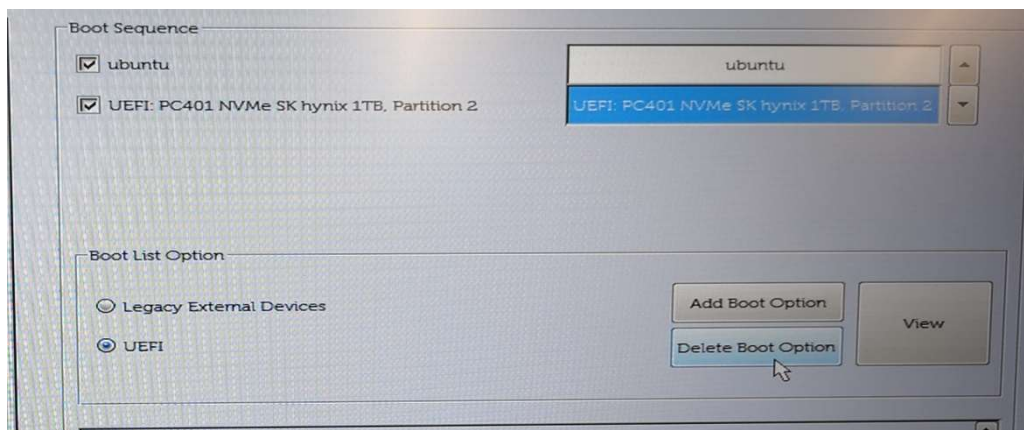 Boot Sequence
ubuntu
ubuntu
UEFI: PC401 NVMe SK hynix 1TB, Partition 2
UEFI: PC401 NVMe SK hynix 1TB, Partition 2
Boot List Option
Legacy External Devices
UEFI
Add Boot Option
Delete Boot Option
View